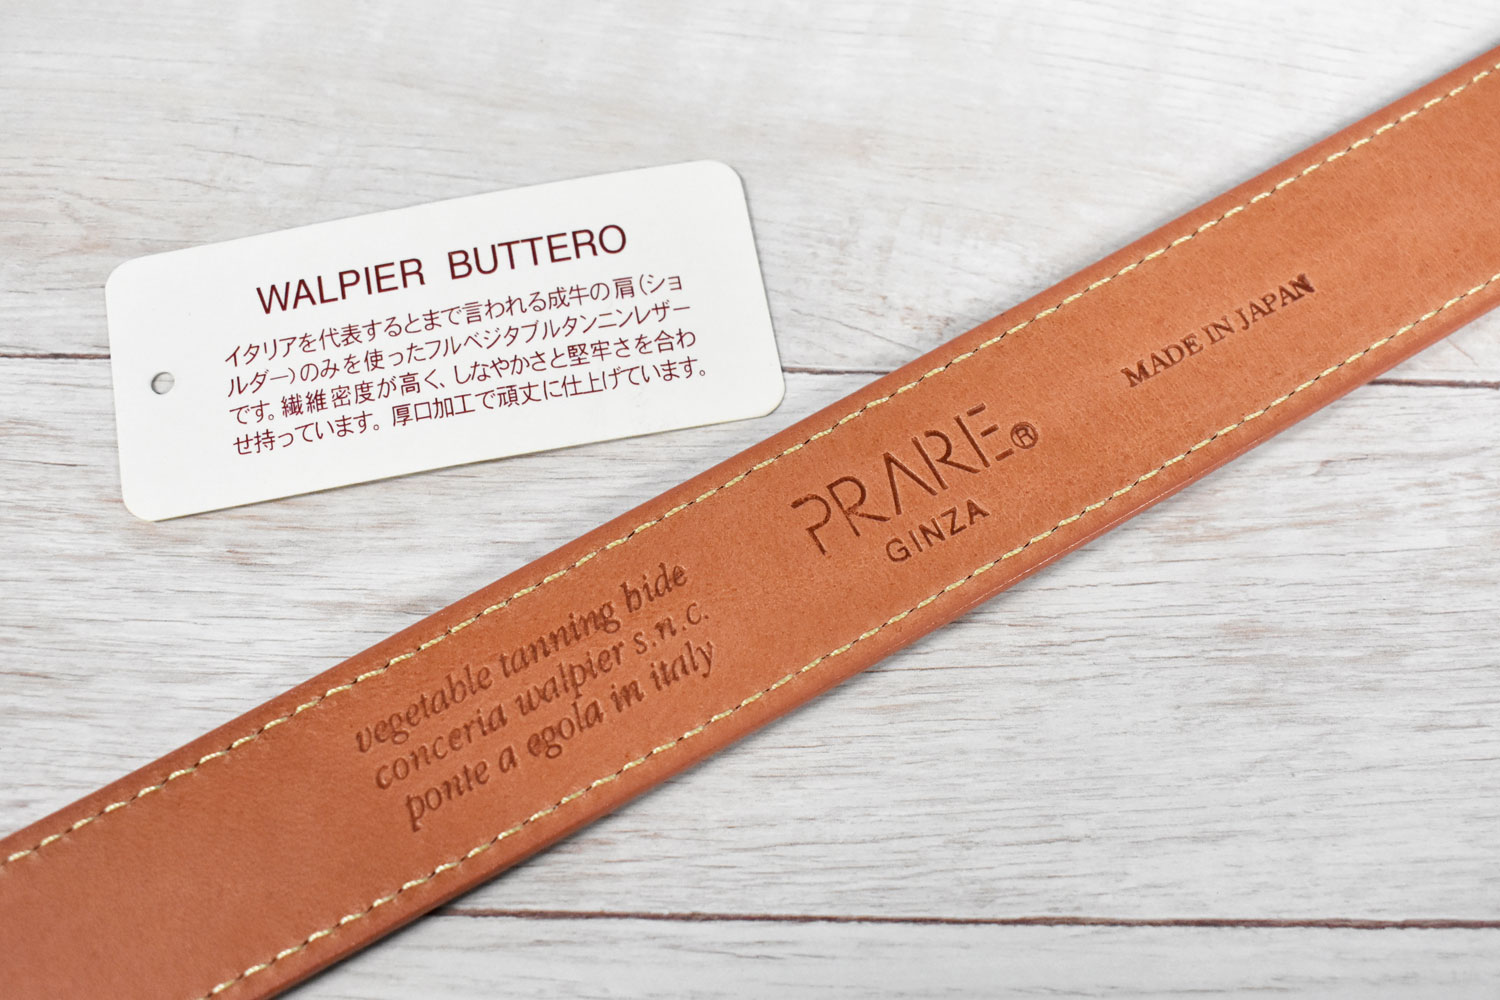 WALPIER BUTTERO
イタリアを代表するとまで言われる成牛の肩(ショ
ルダー)のみを使ったフルベジタブルタンニンレザー
です。繊維密度が高く、しなやかさと堅牢さを合わ
せ持っています。厚口加工で頑丈に仕上げています。
MADE IN JAPAN
PRARE®
GINZA
vegetable tanning hide
conceria walpier s.n.c.
ponte a egola in italy